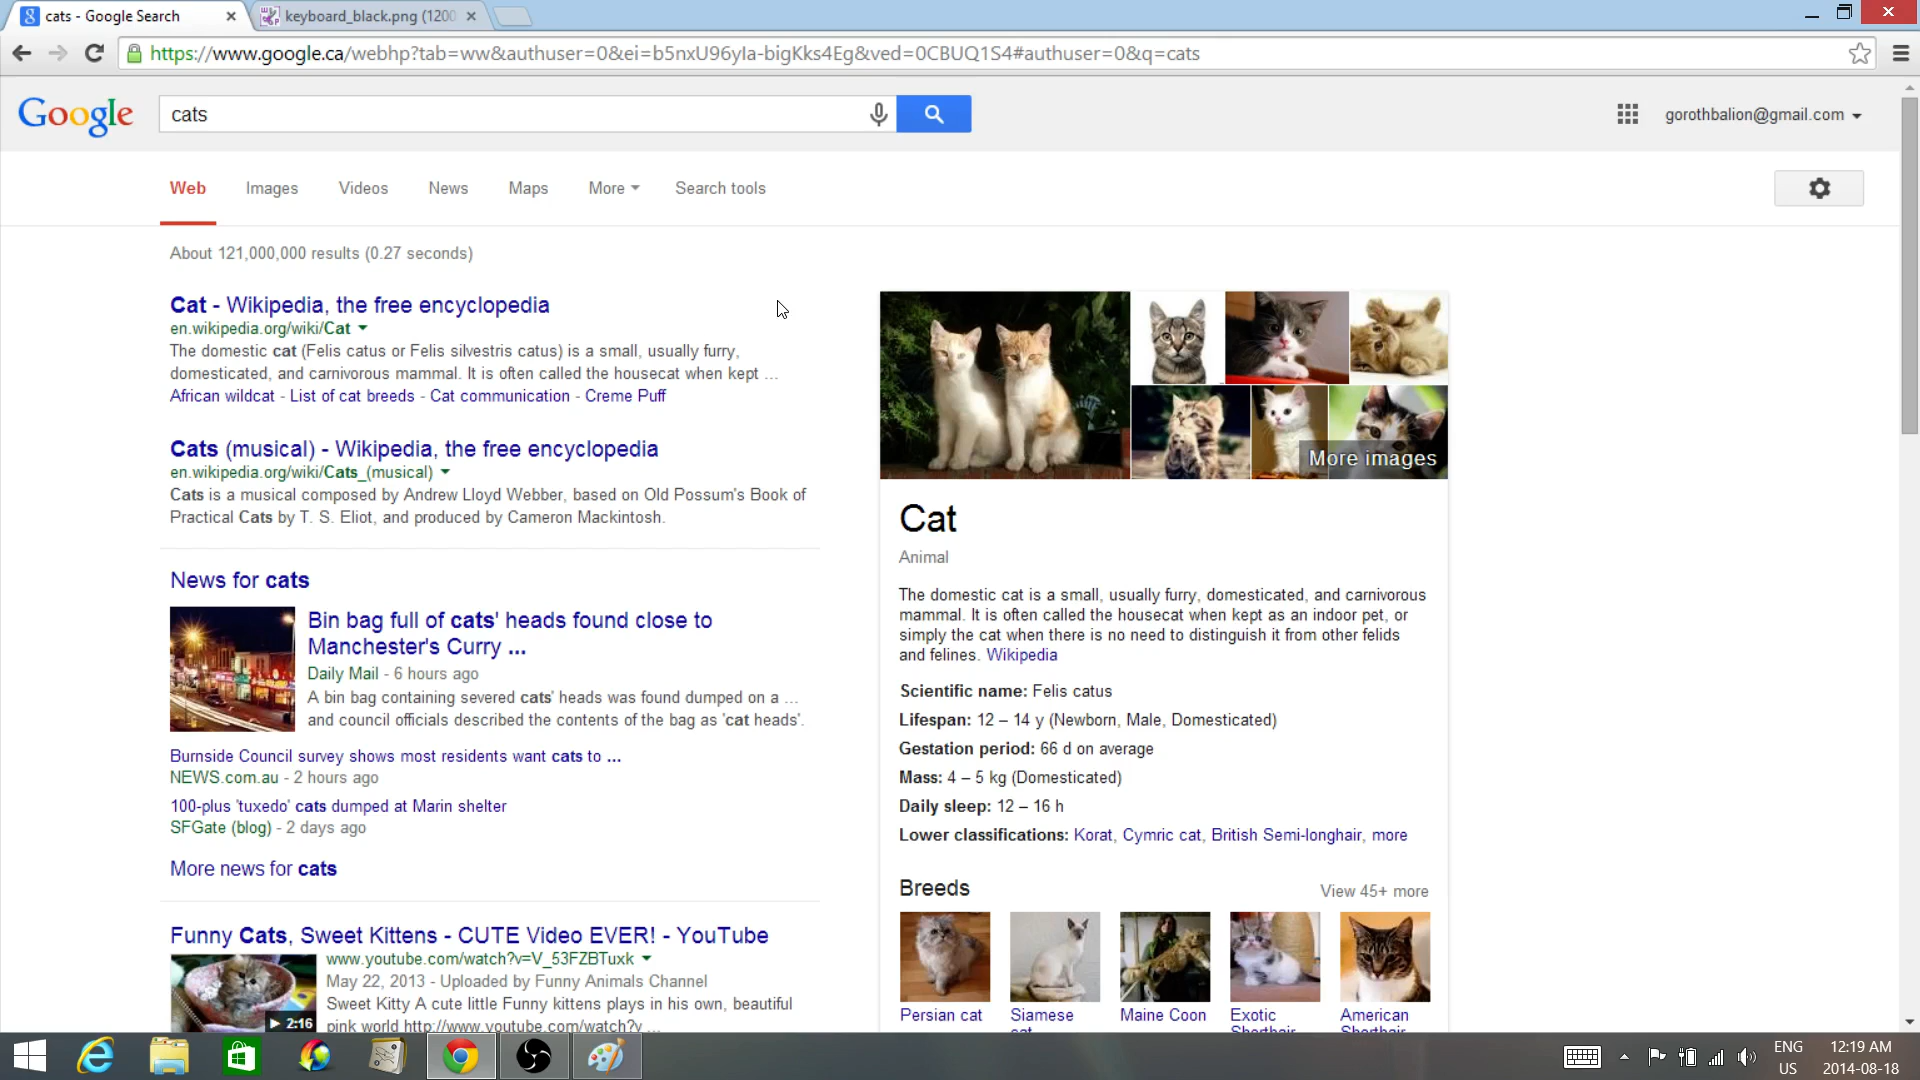 cats - Google Search
keyboard_black.png (1200
https://www.google.ca/webhp?tab=ww&authuser=0&ei=b5nxU96yIa-bigKks4Eg&ved=0CBUQ1S4#authuser=0&q=cats
Google
cats
gorothbalion@gmail.com
Web Images Videos News Maps More Search tools
About 121,000,000 results (0.27 seconds)
Cat - Wikipedia, the free encyclopedia
en.wikipedia.org/wiki/Cat
The domestic cat (Felis catus or Felis silvestris catus) is a small, usually furry,
domesticated, and carnivorous mammal. It is often called the housecat when kept ...
African wildcat - List of cat breeds - Cat communication - Creme Puff
Cats (musical) - Wikipedia, the free encyclopedia
en.wikipedia.org/wiki/Cats_(musical)
Cats is a musical composed by Andrew Lloyd Webber, based on Old Possum's Book of
Practical Cats by T. S. Eliot, and produced by Cameron Mackintosh.
News for cats
Bin bag full of cats' heads found close to
Manchester's Curry ...
Daily Mail - 6 hours ago
A bin bag containing severed cats' heads was found dumped on a ...
and council officials described the contents of the bag as 'cat heads'.
Burnside Council survey shows most residents want cats to ...
NEWS.com.au - 2 hours ago
100-plus 'tuxedo' cats dumped at Marin shelter
SFGate (blog) - 2 days ago
More news for cats
Funny Cats, Sweet Kittens - CUTE Video EVER! - YouTube
www.youtube.com/watch?v=V_53FZBTuxk
May 22, 2013 - Uploaded by Funny Animals Channel
Sweet Kitty A cute little Funny kittens plays in his own, beautiful
pink world http://www.youtube.com/watch?v ...
2:16
More images
Cat
Animal
The domestic cat is a small, usually furry, domesticated, and carnivorous
mammal. It is often called the housecat when kept as an indoor pet, or
simply the cat when there is no need to distinguish it from other felids
and felines. Wikipedia
Scientific name: Felis catus
Lifespan: 12 – 14 y (Newborn, Male, Domesticated)
Gestation period: 66 d on average
Mass: 4 – 5 kg (Domesticated)
Daily sleep: 12 – 16 h
Lower classifications: Korat, Cymric cat, British Semi-longhair, more
Breeds
View 45+ more
Persian cat
Siamese
cat
Maine Coon
Exotic
Shorthair
American
Shorthair
ENG
US
12:19 AM
2014-08-18